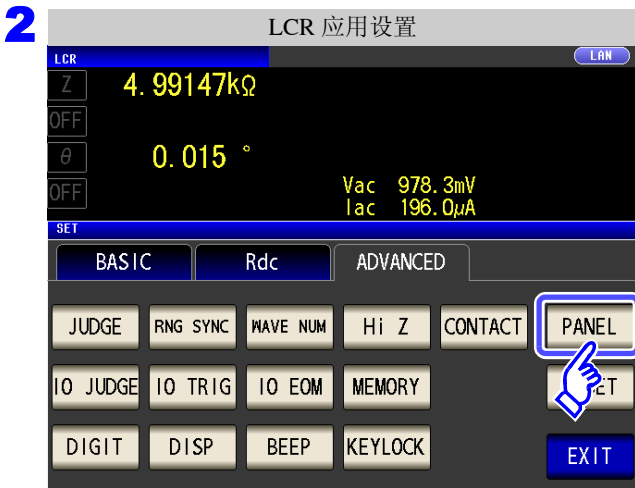 2
LCR 应用设置
LCR
LAN
Z 4.99147kΩ
OFF
θ 0.015 °
OFF
Vac 978.3mV
Iac 196.0μA
SET
BASIC Rdc ADVANCED
JUDGE RNG SYNC WAVE NUM Hi Z CONTACT PANEL
IO JUDGE IO TRIG IO EOM MEMORY
DIGIT DISP BEEP KEYLOCK EXIT